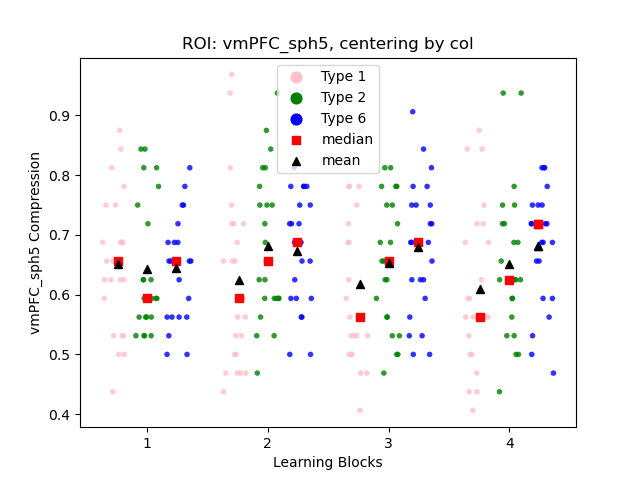 ROI: vmPFC_sph5, centering by col
Type 1
Type 2
Type 6
median
mean
vmPFC_sph5 Compression
0.9
0.8
0.7
0.6
0.5
0.4
1 2 3 4
Learning Blocks